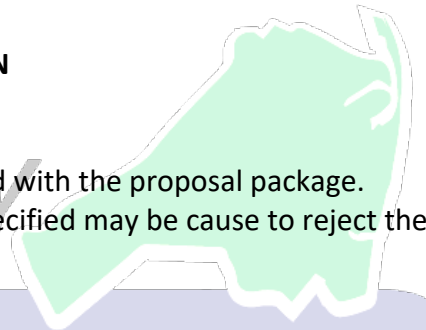 N
d with the proposal package.
ecified may be cause to reject the